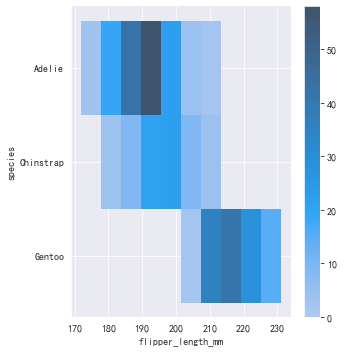 Adelie
Chinstrap
Gentoo
species
170 180 190 200 210 220 230
flipper_length_mm
50
40
30
20
10
0